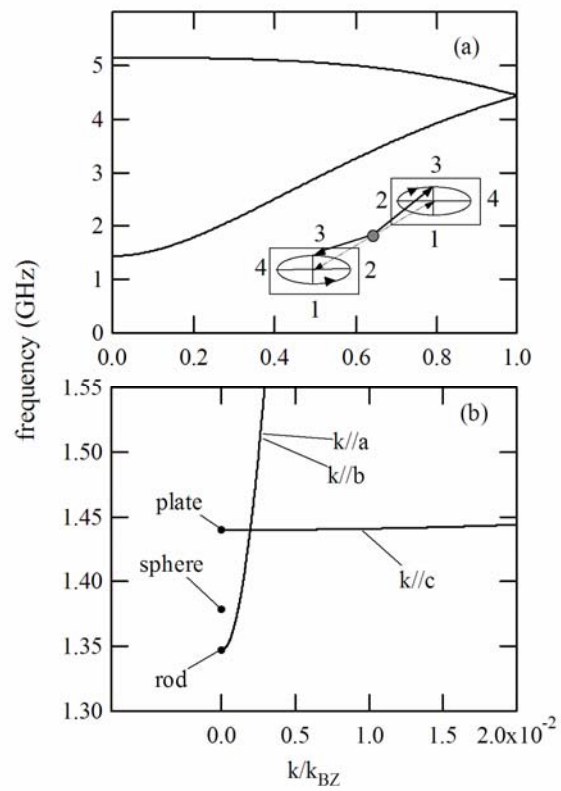 (a)
5
4
3
2
1
0
3
2 4
1
3
4 2
1
0.0 0.2 0.4 0.6 0.8 1.0
frequency (GHz)
1.55
1.50
1.45
1.40
1.35
1.30
(b)
k//a
k//b
plate
k//c
sphere
rod
0.0 0.5 1.0 1.5 2.0x10⁻²
k/k_BZ